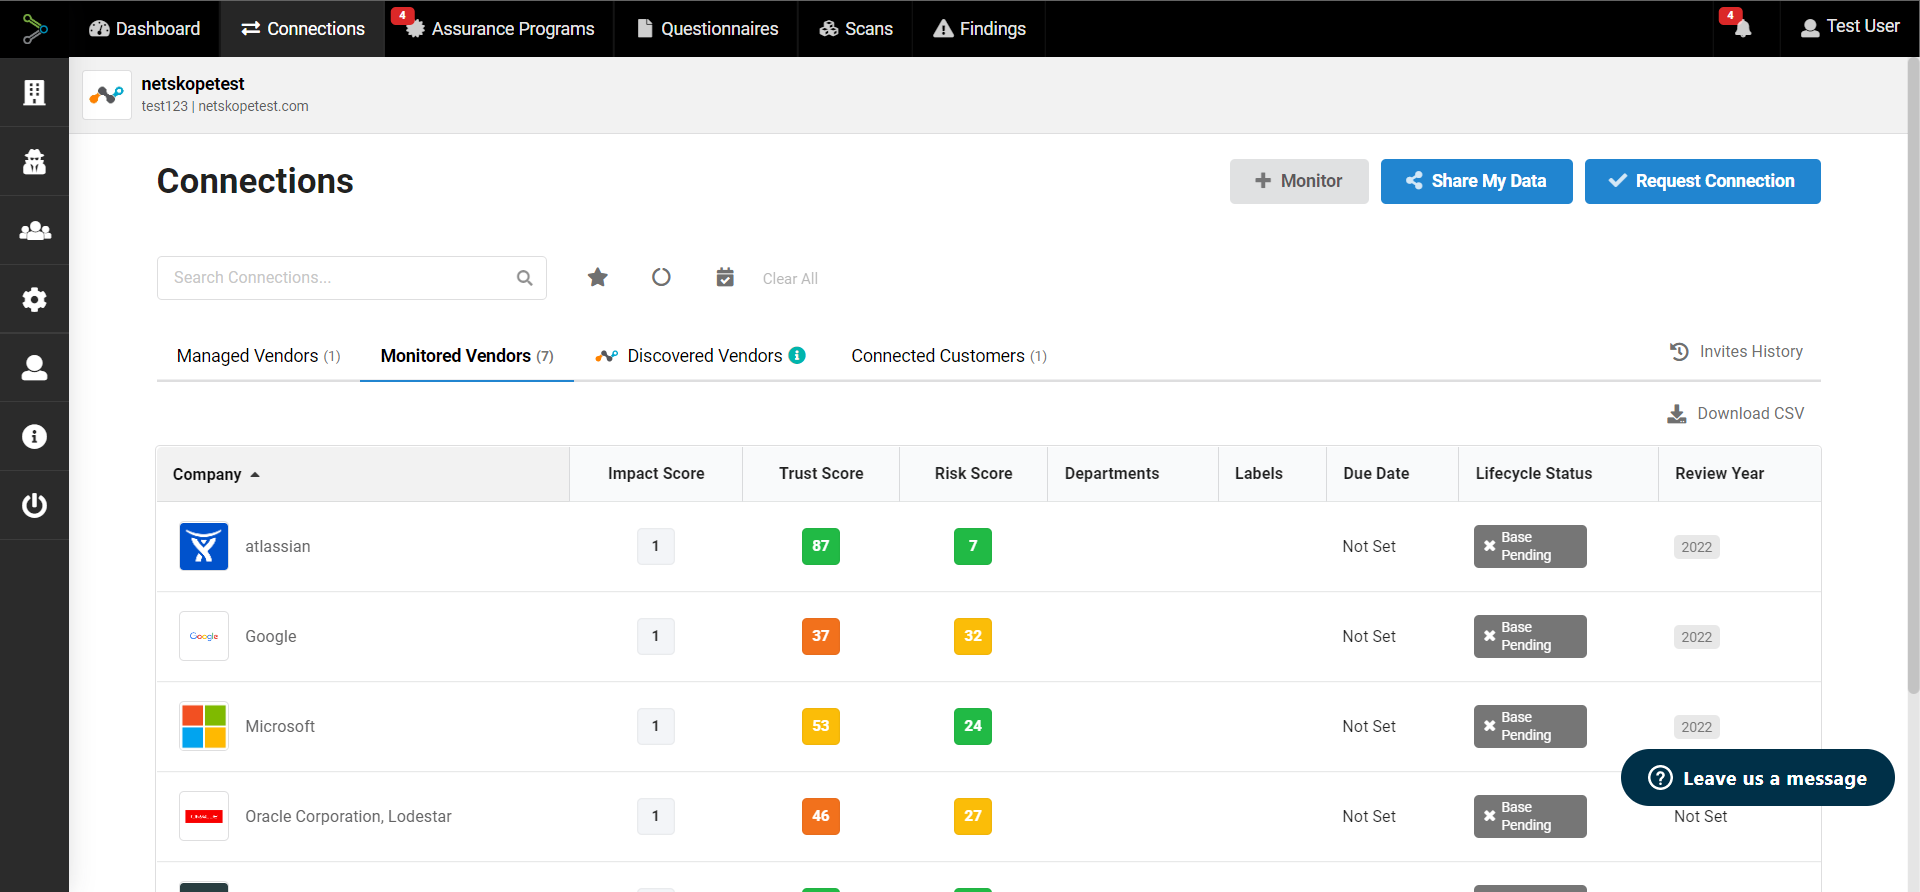 Dashboard
Connections
4
Assurance Programs
Questionnaires
Scans
Findings
4
Test User
netskopetest
test123 | netskopetest.com
Connections
Monitor
Share My Data
Request Connection
Search Connections...
Clear All
Managed Vendors (1)
Monitored Vendors (7)
Discovered Vendors
Connected Customers (1)
Invites History
Download CSV
Company
Impact Score
Trust Score
Risk Score
Departments
Labels
Due Date
Lifecycle Status
Review Year
atlassian
1
87
7
Not Set
Base
Pending
2022
Google
Google
1
37
32
Not Set
Base
Pending
2022
Microsoft
1
53
24
Not Set
Base
Pending
2022
Oracle Corporation, Lodestar
1
46
27
Not Set
Base
Pending
Not Set
Leave us a message